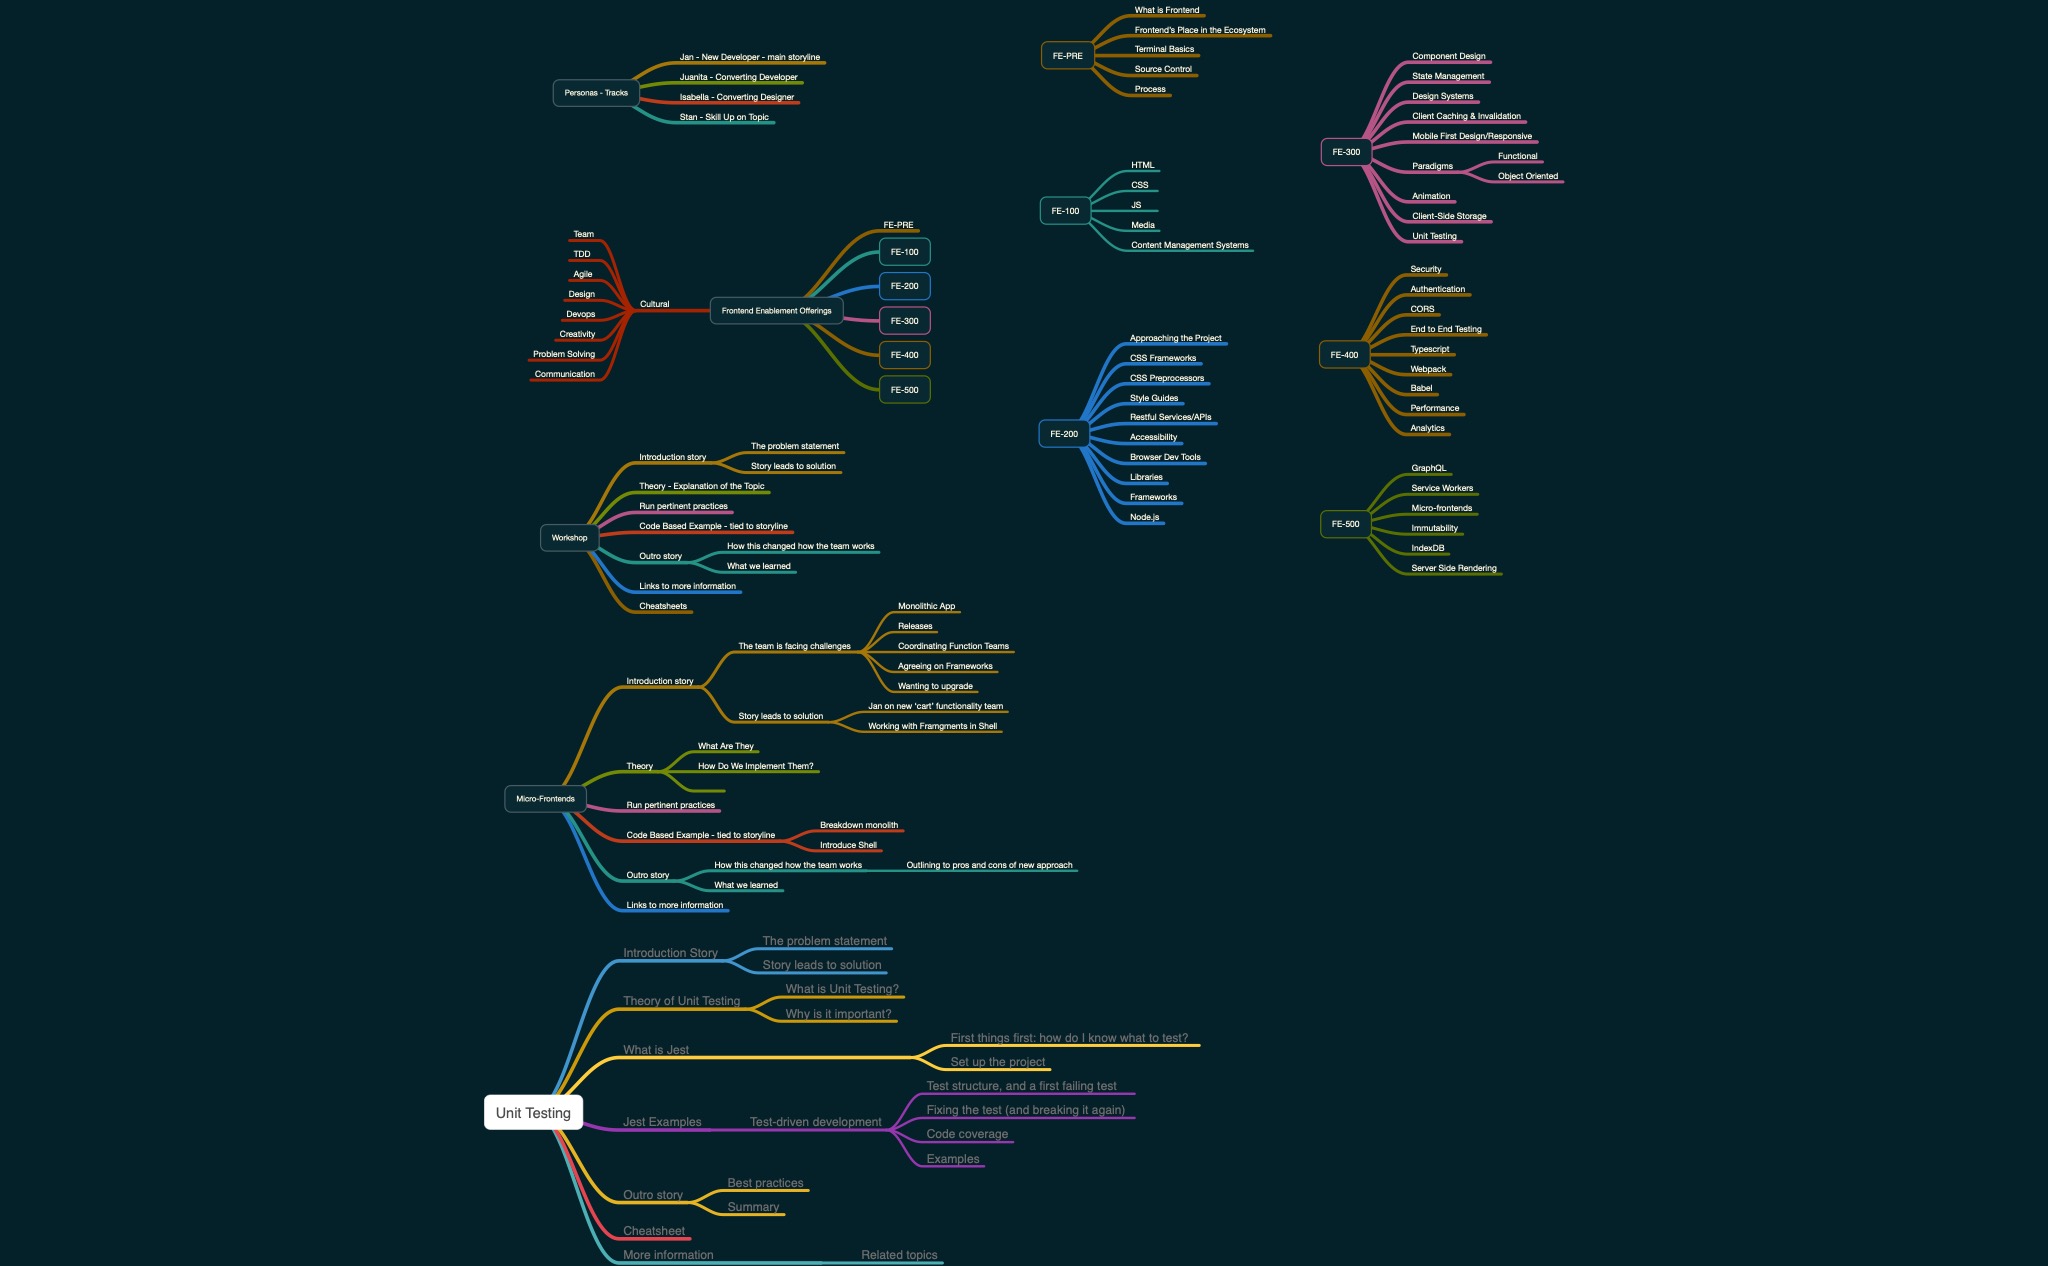 Personas - Tracks
Jan - New Developer - main storyline
Juanita - Converting Developer
Isabella - Converting Designer
Stan - Skill Up on Topic
FE-PRE
What is Frontend
Frontend's Place in the Ecosystem
Terminal Basics
Source Control
Process
FE-300
Component Design
State Management
Design Systems
Client Caching & Invalidation
Mobile First Design/Responsive
Paradigms
Functional
Object Oriented
Animation
Client-Side Storage
Unit Testing
FE-100
HTML
CSS
JS
Media
Content Management Systems
Frontend Enablement Offerings
Cultural
Team
TDD
Agile
Design
Devops
Creativity
Problem Solving
Communication
FE-PRE
FE-100
FE-200
FE-300
FE-400
FE-500
FE-400
Security
Authentication
CORS
End to End Testing
Typescript
Webpack
Babel
Performance
Analytics
FE-200
Approaching the Project
CSS Frameworks
CSS Preprocessors
Style Guides
Restful Services/APIs
Accessibility
Browser Dev Tools
Libraries
Frameworks
Node.js
FE-500
GraphQL
Service Workers
Micro-frontends
Immutability
IndexDB
Server Side Rendering
Workshop
Introduction story
The problem statement
Story leads to solution
Theory - Explanation of the Topic
Run pertinent practices
Code Based Example - tied to storyline
Outro story
How this changed how the team works
What we learned
Links to more information
Cheatsheets
Micro-Frontends
Introduction story
The team is facing challenges
Monolithic App
Releases
Coordinating Function Teams
Agreeing on Frameworks
Wanting to upgrade
Story leads to solution
Jan on new 'cart' functionality team
Working with Framgments in Shell
Theory
What Are They
How Do We Implement Them?
Run pertinent practices
Code Based Example - tied to storyline
Breakdown monolith
Introduce Shell
Outro story
How this changed how the team works
Outlining to pros and cons of new approach
What we learned
Links to more information
Unit Testing
Introduction Story
The problem statement
Story leads to solution
Theory of Unit Testing
What is Unit Testing?
Why is it important?
What is Jest
First things first: how do I know what to test?
Set up the project
Jest Examples
Test-driven development
Test structure, and a first failing test
Fixing the test (and breaking it again)
Code coverage
Examples
Outro story
Best practices
Summary
Cheatsheet
More information
Related topics